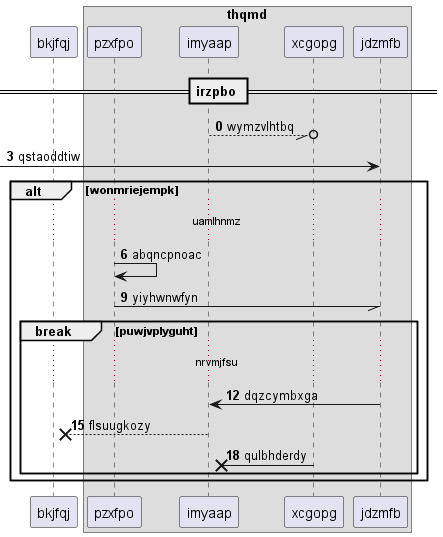 thqmd
bkjfqj pzxfpo imyaap xcgopg jdzmfb
irzpbo
0 wymzvlhtbq
3 qstaoddtiw
alt [wonmriejempk]
uamlhnmz
6 abqncpnoac
9 yiyhwnwfyn
break [puwjvplyguht]
nrvmjfsu
12 dqzcymbxga
15 flsuugkozy
18 qulbhderdy
bkjfqj pzxfpo imyaap xcgopg jdzmfb